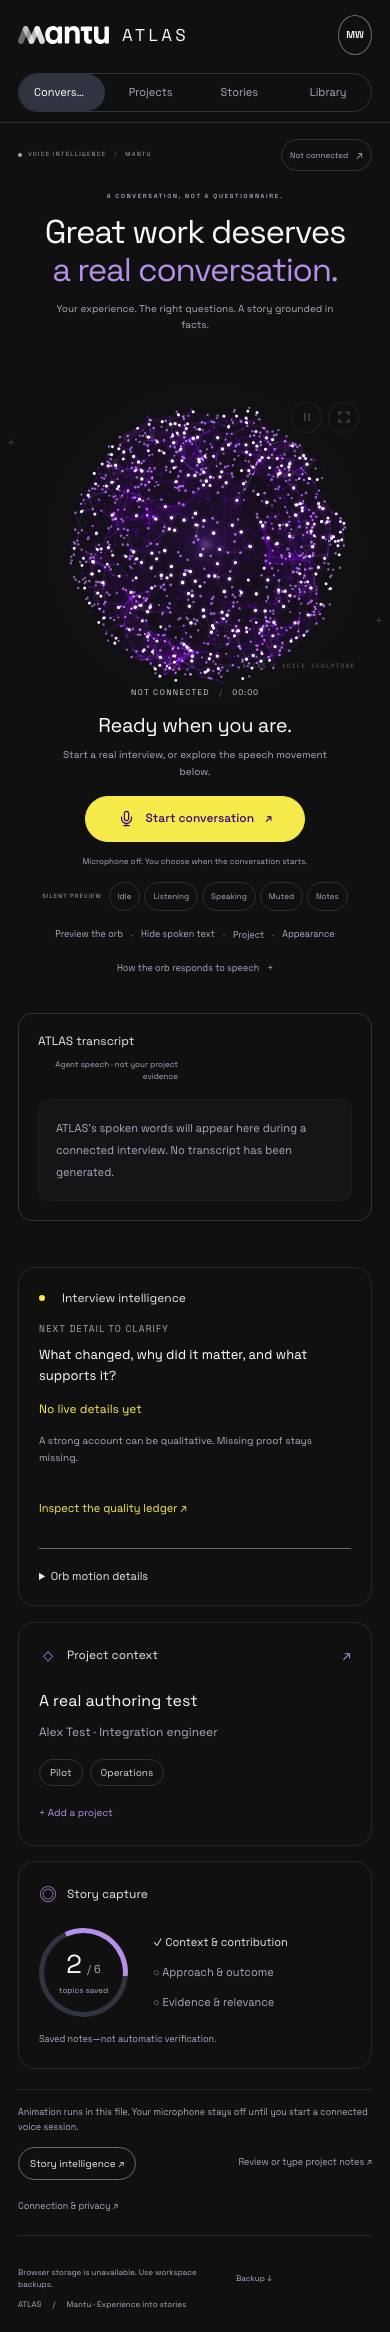 mantu ATLAS MW
Convers... Projects Stories Library
VOICE INTELLIGENCE / MANTU Not connected ↗
A CONVERSATION, NOT A QUESTIONNAIRE.
Great work deserves
a real conversation.
Your experience. The right questions. A story grounded in
facts.
VOICE SCULPTURE
NOT CONNECTED / 00:00
Ready when you are.
Start a real interview, or explore the speech movement
below.
Start conversation ↗
Microphone off. You choose when the conversation starts.
SILENT PREVIEW Idle Listening Speaking Muted Notes
Preview the orb · Hide spoken text · Project · Appearance
How the orb responds to speech +
ATLAS transcript
Agent speech · not your project
evidence
ATLAS's spoken words will appear here during a
connected interview. No transcript has been
generated.
Interview intelligence
NEXT DETAIL TO CLARIFY
What changed, why did it matter, and what
supports it?
No live details yet
A strong account can be qualitative. Missing proof stays
missing.
Inspect the quality ledger ↗
▶ Orb motion details
◇ Project context ↗
A real authoring test
Alex Test · Integration engineer
Pilot Operations
+ Add a project
Story capture
2 / 6
topics saved
✓ Context & contribution
○ Approach & outcome
○ Evidence & relevance
Saved notes—not automatic verification.
Animation runs in this file. Your microphone stays off until you start a connected
voice session.
Story intelligence ↗ Review or type project notes ↗
Connection & privacy ↗
Browser storage is unavailable. Use workspace
backups.
Backup ↓
ATLAS / Mantu · Experience into stories